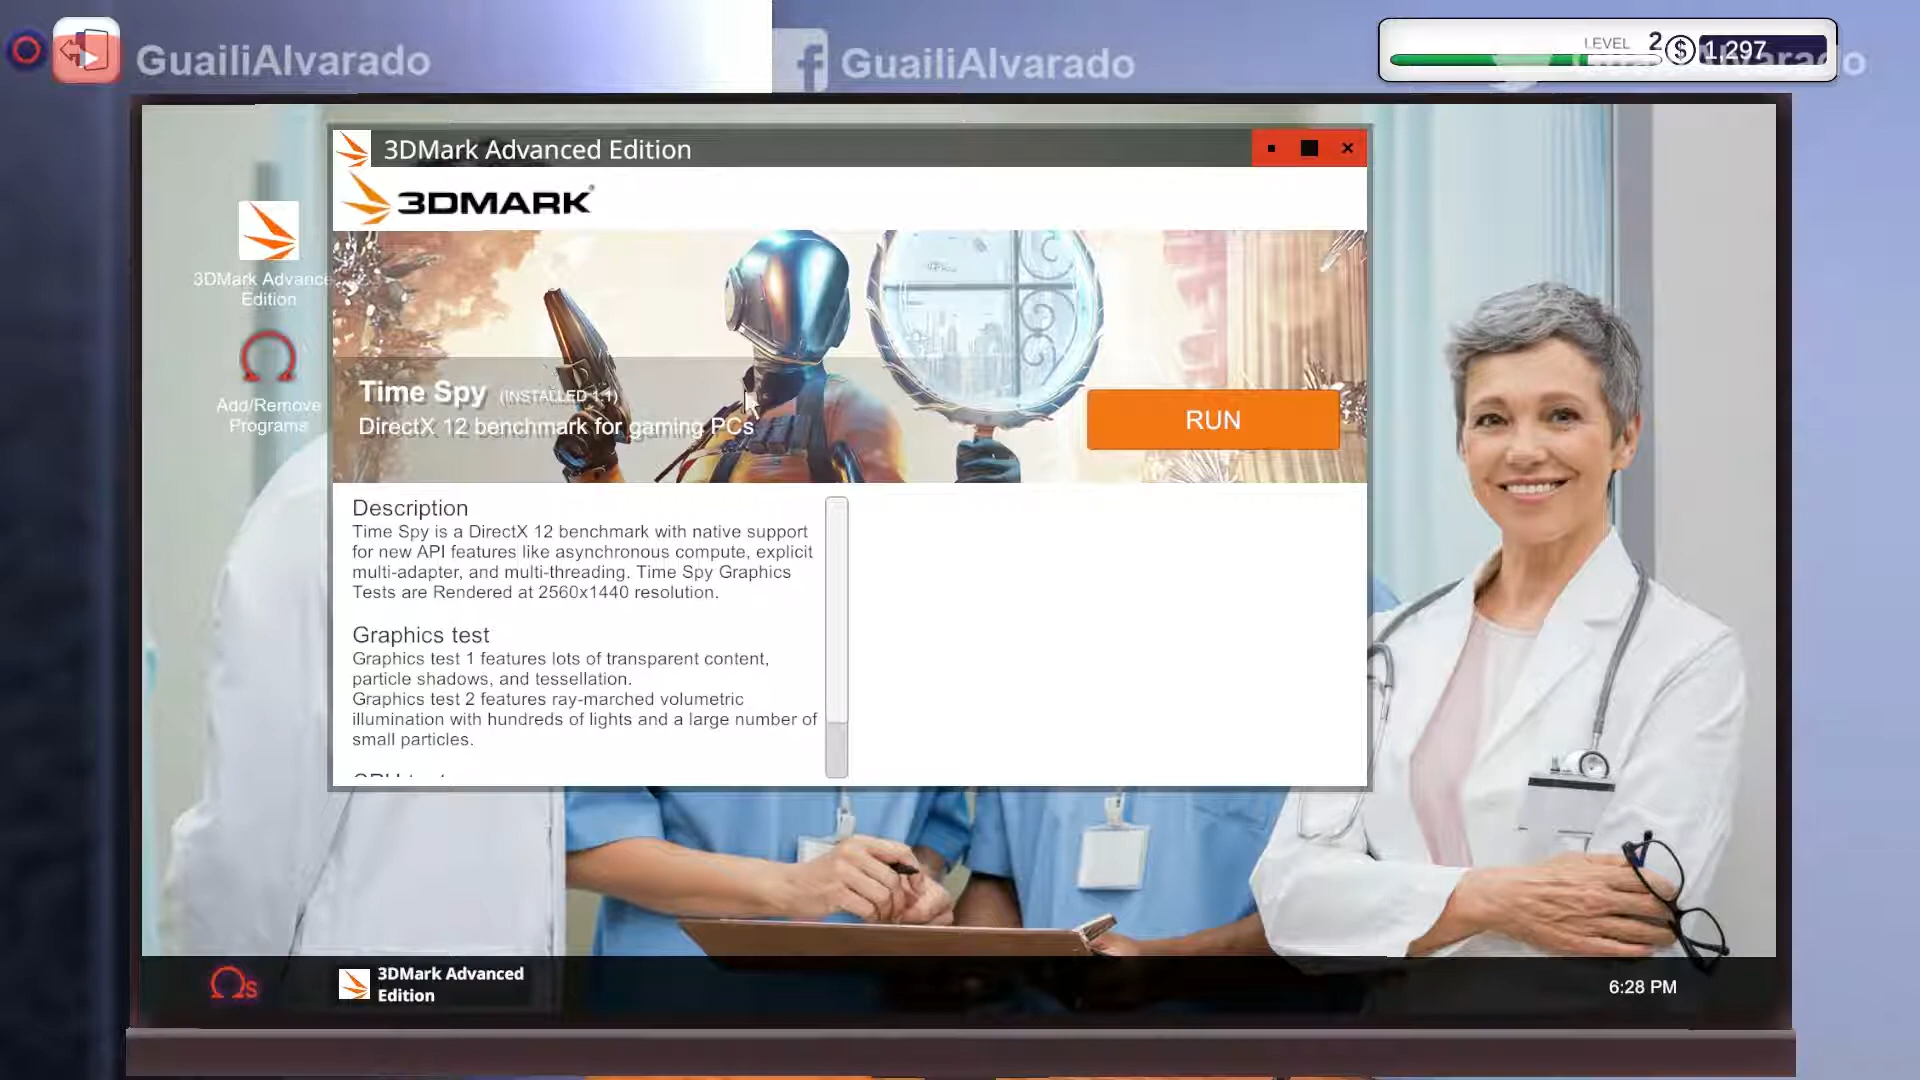 GuailiAlvarado
GuailiAlvarado
LEVEL 2
$ 1,297
3DMark Advanced Edition
3DMARK
3DMark Advance
Edition
Time Spy (INSTALLED 1.1)
DirectX 12 benchmark for gaming PCs
RUN
Add/Remove
Programs
Description
Time Spy is a DirectX 12 benchmark with native support
for new API features like asynchronous compute, explicit
multi-adapter, and multi-threading. Time Spy Graphics
Tests are Rendered at 2560x1440 resolution.
Graphics test
Graphics test 1 features lots of transparent content,
particle shadows, and tessellation.
Graphics test 2 features ray-marched volumetric
illumination with hundreds of lights and a large number of
small particles.
Ωs
3DMark Advanced
Edition
6:28 PM